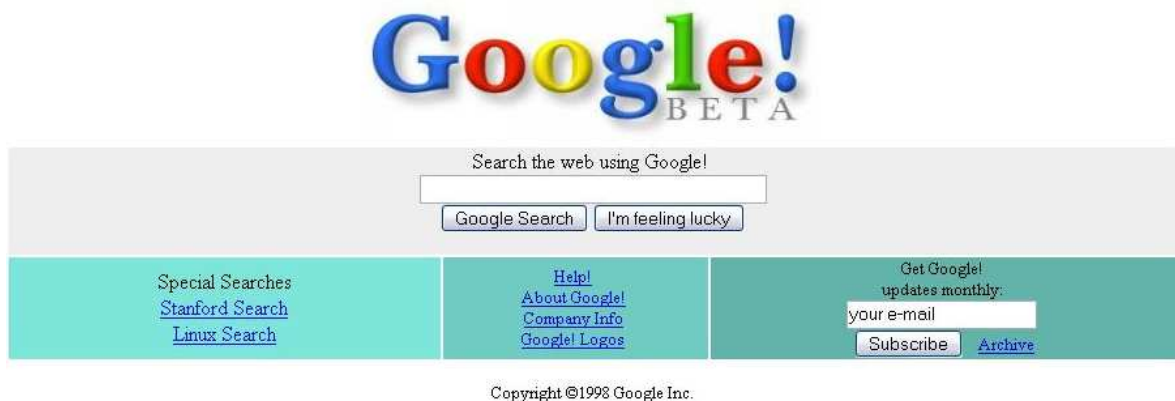 Google!
BETA
Search the web using Google!
Google Search I'm feeling lucky
Special Searches
Stanford Search
Linux Search
Help!
About Google!
Company Info
Google! Logos
Get Google!
updates monthly:
your e-mail
Subscribe Archive
Copyright ©1998 Google Inc.